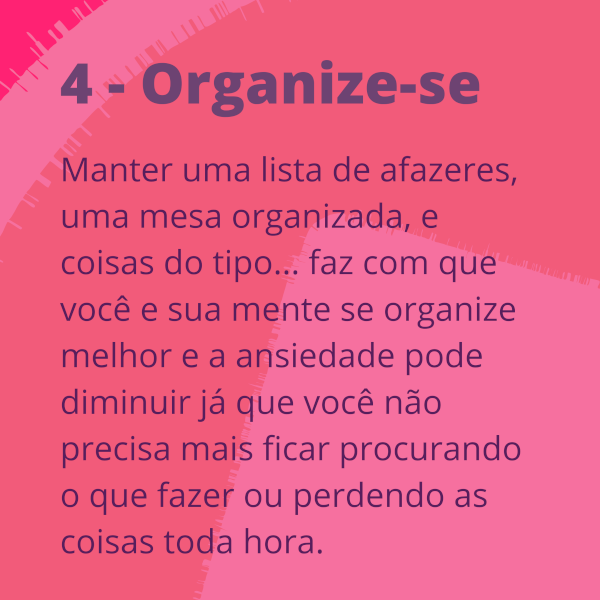 4 - Organize-se
Manter uma lista de afazeres,
uma mesa organizada, e
coisas do tipo... faz com que
você e sua mente se organize
melhor e a ansiedade pode
diminuir já que você não
precisa mais ficar procurando
o que fazer ou perdendo as
coisas toda hora.